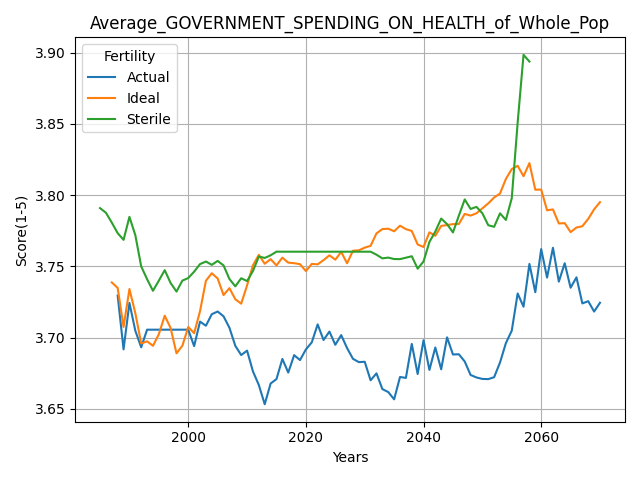 Average_GOVERNMENT_SPENDING_ON_HEALTH_of_Whole_Pop
Fertility
Actual
Ideal
Sterile
Score(1-5)
3.90
3.85
3.80
3.75
3.70
3.65
2000 2020 2040 2060
Years